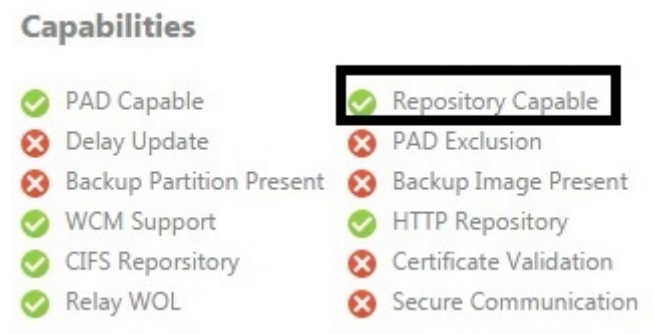 Capabilities
PAD Capable
Repository Capable
Delay Update
PAD Exclusion
Backup Partition Present
Backup Image Present
WCM Support
HTTP Repository
CIFS Reporsitory
Certificate Validation
Relay WOL
Secure Communication